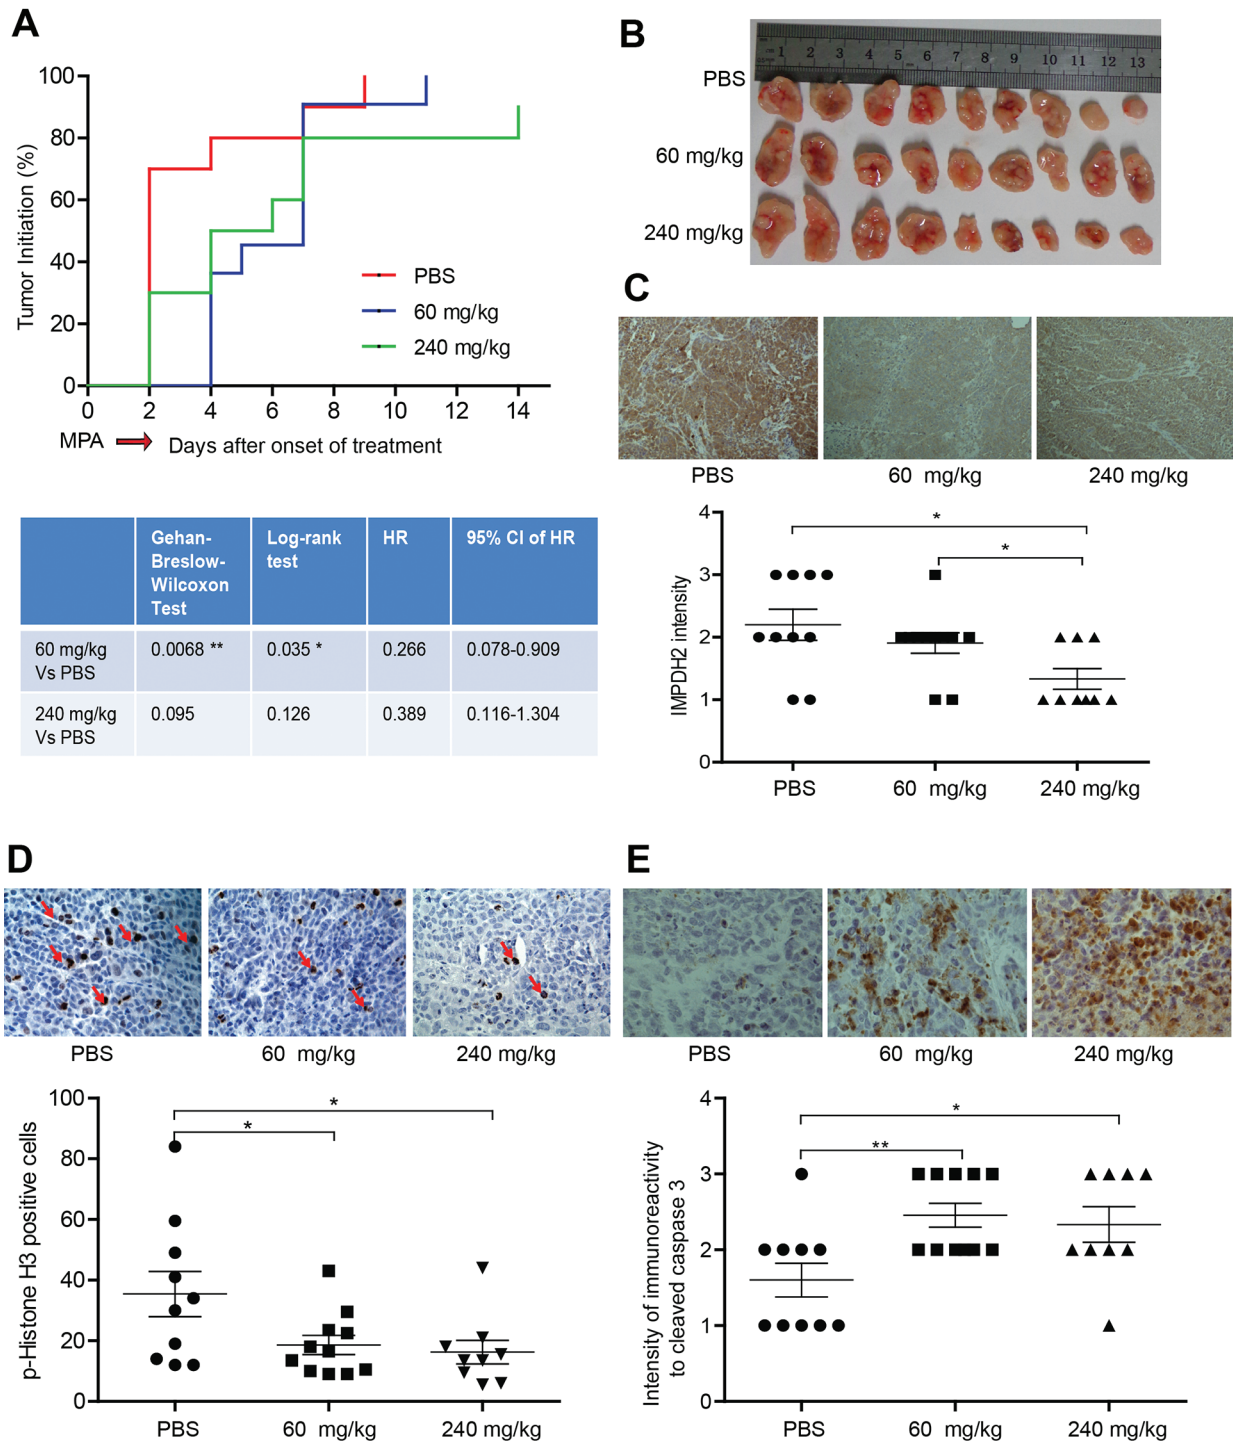 A
100
80
60
40
20
0
Tumor Initiation (%)
PBS
60 mg/kg
240 mg/kg
0 2 4 6 8 10 12 14
MPA
Days after onset of treatment
Gehan-
Breslow-
Wilcoxon
Test
Log-rank
test
HR
95% CI of HR
60 mg/kg
Vs PBS
0.0068 **
0.035 *
0.266
0.078-0.909
240 mg/kg
Vs PBS
0.095
0.126
0.389
0.116-1.304
B
PBS
60 mg/kg
240 mg/kg
1 2 3 4 5 6 7 8 9 10 11 12 13
C
PBS
60 mg/kg
240 mg/kg
4
3
2
1
0
IMPDH2 intensity
*
*
PBS
60 mg/kg
240 mg/kg
D
PBS
60 mg/kg
240 mg/kg
100
80
60
40
20
0
p-Histone H3 positive cells
*
*
PBS
60 mg/kg
240 mg/kg
E
PBS
60 mg/kg
240 mg/kg
4
3
2
1
0
Intensity of immunoreactivity
to cleaved caspase 3
*
**
PBS
60 mg/kg
240 mg/kg